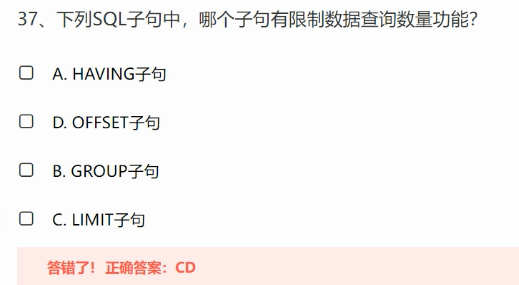 37、下列SQL子句中，哪个子句有限制数据查询数量功能？
A. HAVING子句
D. OFFSET子句
B. GROUP子句
C. LIMIT子句
答错了！正确答案：CD